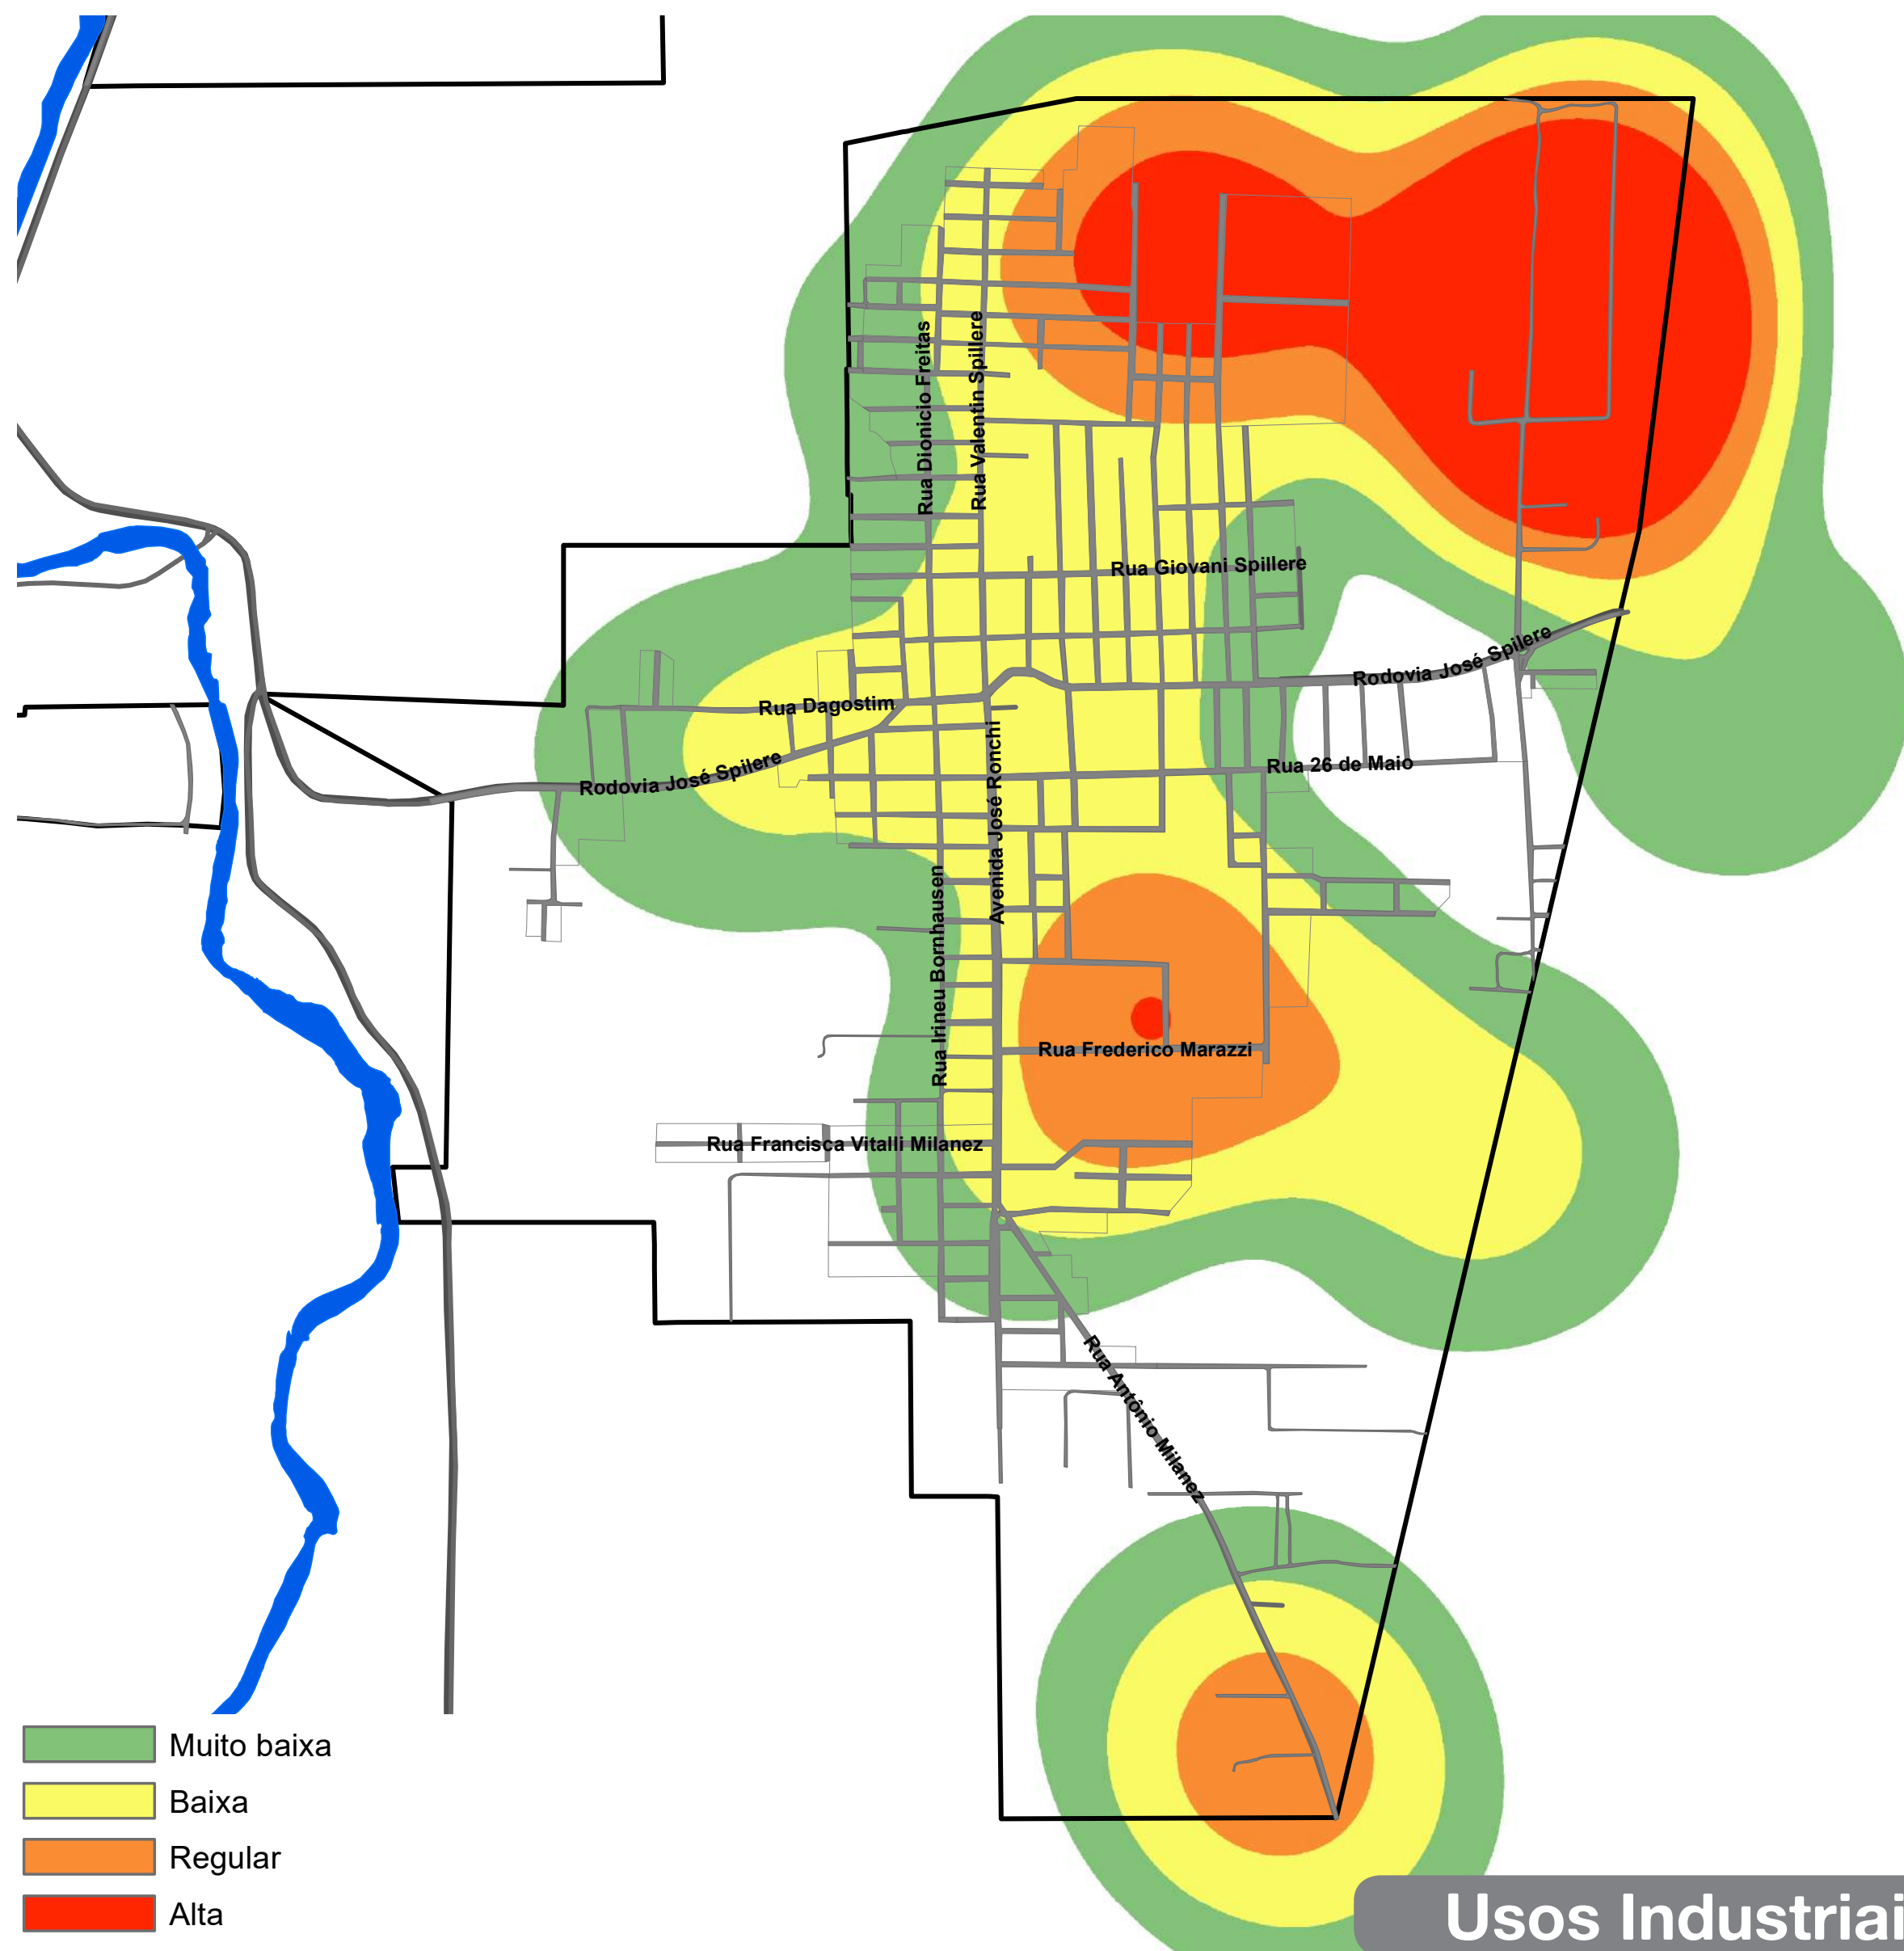 Rua Dionicio Freitas
Rua Valentin Spillere
Rua Giovani Spillere
Rodovia José Spilere
Rua Dagostim
Rodovia José Spilere
Rua 26 de Maio
Avenida José Ronchi
Rua Irineu Bornhausen
Rua Frederico Marazzi
Rua Francisca Vitalli Milanez
Rua Antônio Milanez
Muito baixa
Baixa
Regular
Alta
Usos Industriai